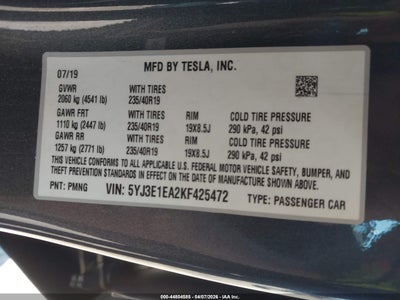 07/19 MFD BY TESLA, INC.
GVWR WITH TIRES
2060 kg (4541 lb) 235/40R19
GAWR FRT WITH TIRES RIM COLD TIRE PRESSURE
1110 kg (2447 lb) 235/40R19 19X8.5J 290 kPa, 42 psi
GAWR RR WITH TIRES RIM COLD TIRE PRESSURE
1257 kg (2771 lb) 235/40R19 19X8.5J 290 kPa, 42 psi
THIS VEHICLE CONFORMS TO ALL APPLICABLE U.S. FEDERAL MOTOR VEHICLE SAFETY, BUMPER, AND
THEFT PREVENTION STANDARDS IN EFFECT ON THE DATE OF MANUFACTURE SHOWN ABOVE.
PNT: PMNG VIN: 5YJ3E1EA2KF425472 TYPE: PASSENGER CAR
000-44804585 - 04/07/2026 - IAA Inc. (IAA)